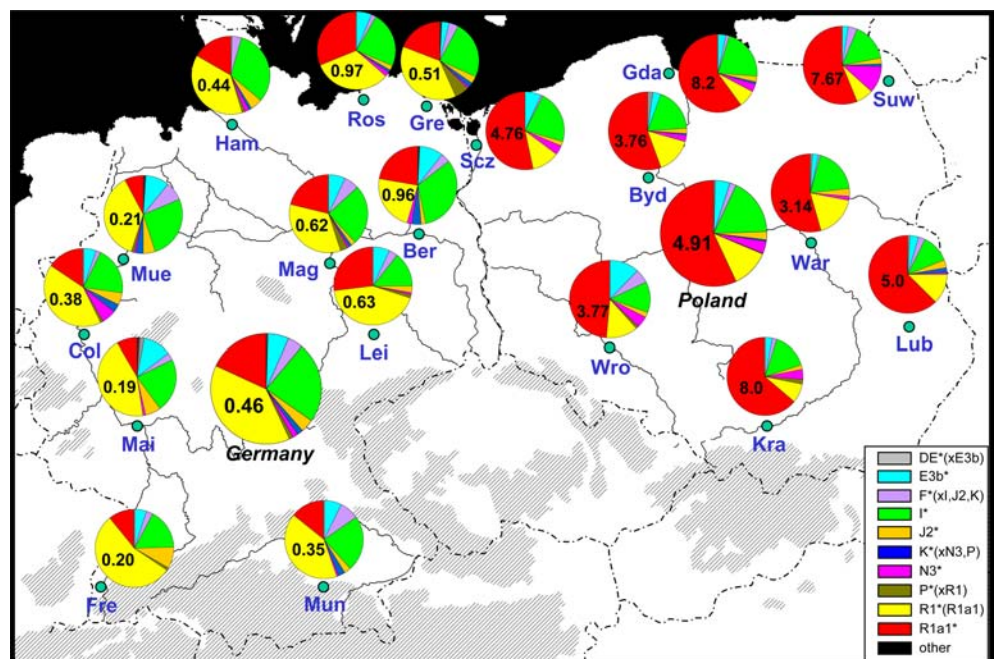 0.44
Ham
0.97
Ros
0.51
Gre
4.76
Scz
Gda
8.2
7.67
Suw
3.76
Byd
0.21
Mue
0.62
Mag
0.96
Ber
4.91
Poland
3.14
War
0.38
Col
0.63
Lei
3.77
Wro
5.0
Lub
0.19
Mai
0.46
Germany
8.0
Kra
0.20
Fre
0.35
Mun
DE*(xE3b)
E3b*
F*(xI,J2,K)
I*
J2*
K*(xN3,P)
N3*
P*(xR1)
R1*(R1a1)
R1a1*
other